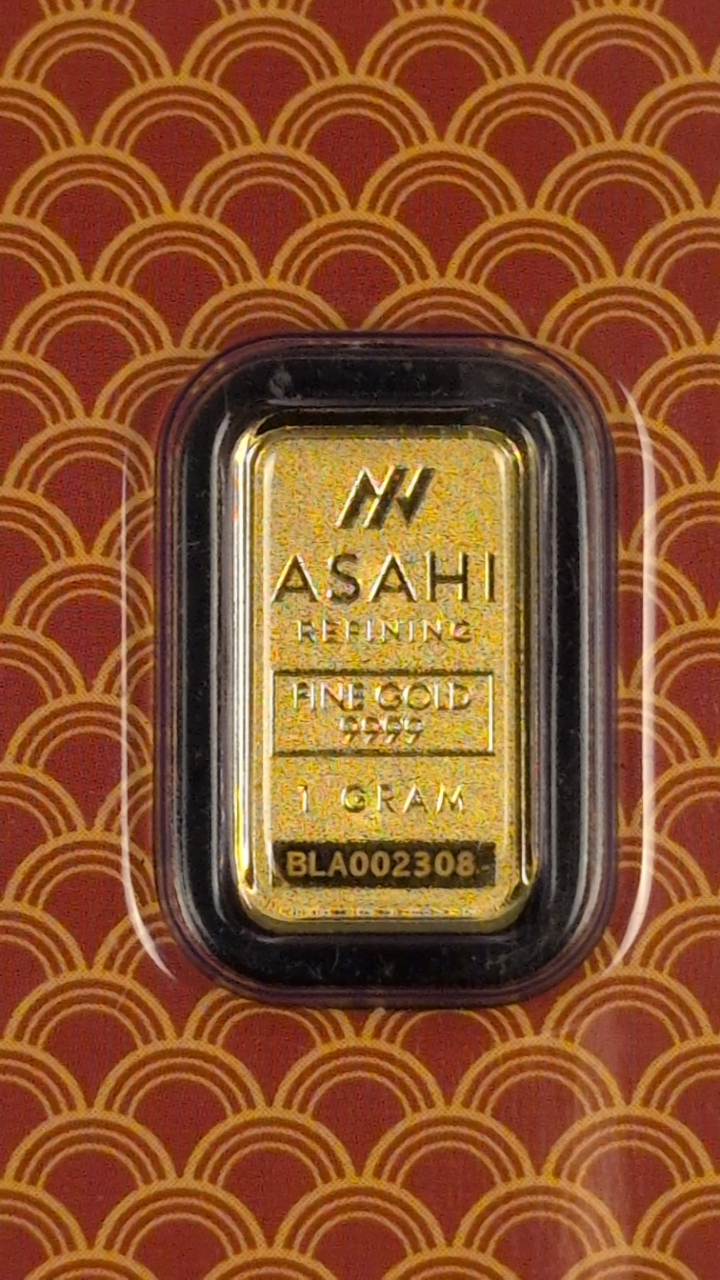 ASAHI
REFINING
FINE GOLD
9999
1 GRAM
BLA002308